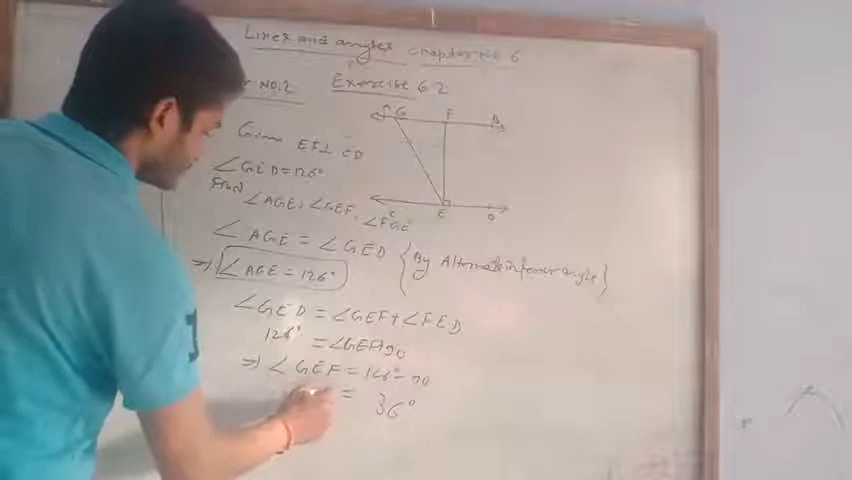 Lines and angles chapter No 6
No.2 Exercise 6.2
G F B
Given EF⊥ ED
∠GED=126°
Find ∠AGE, ∠GEF, ∠FGE
C E D
∠AGE = ∠GED {By Alternate interior angle}
⇒ ∠AGE = 126°
∠GED = ∠GEF+∠FED
126° = ∠GEF+90
⇒ ∠GEF = 126°-90
= 36°